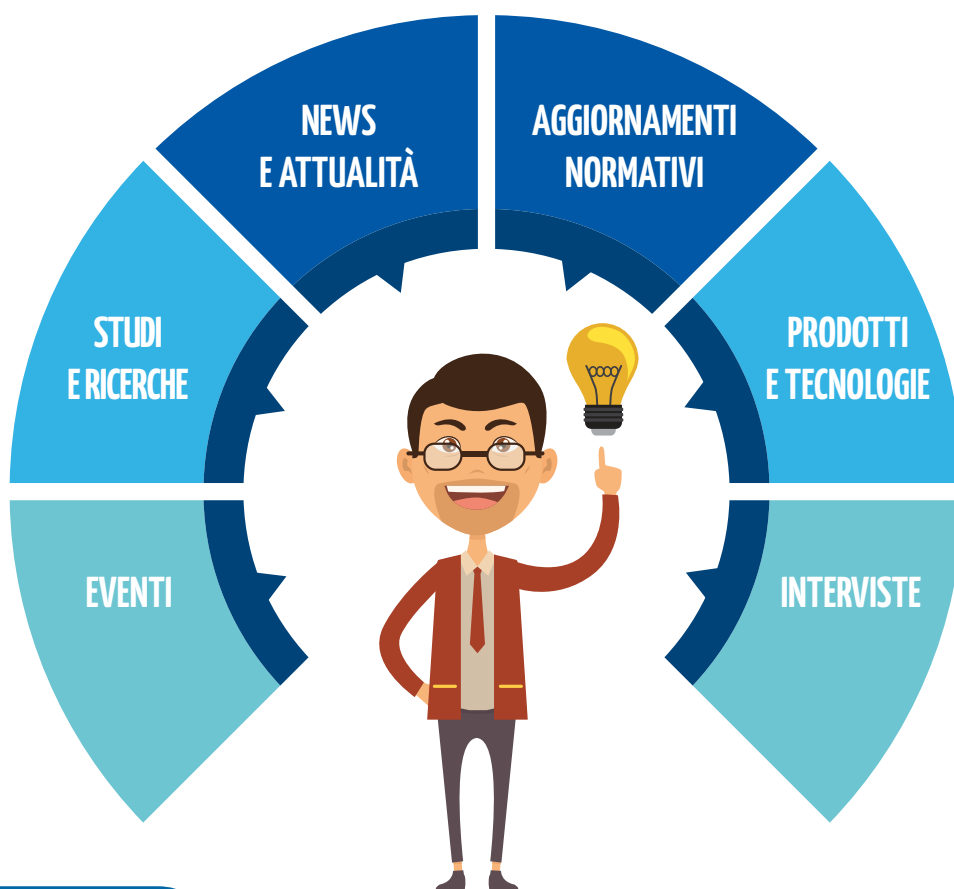 NEWS
E ATTUALITÀ
AGGIORNAMENTI
NORMATIVI
STUDI
E RICERCHE
PRODOTTI
E TECNOLOGIE
EVENTI
INTERVISTE